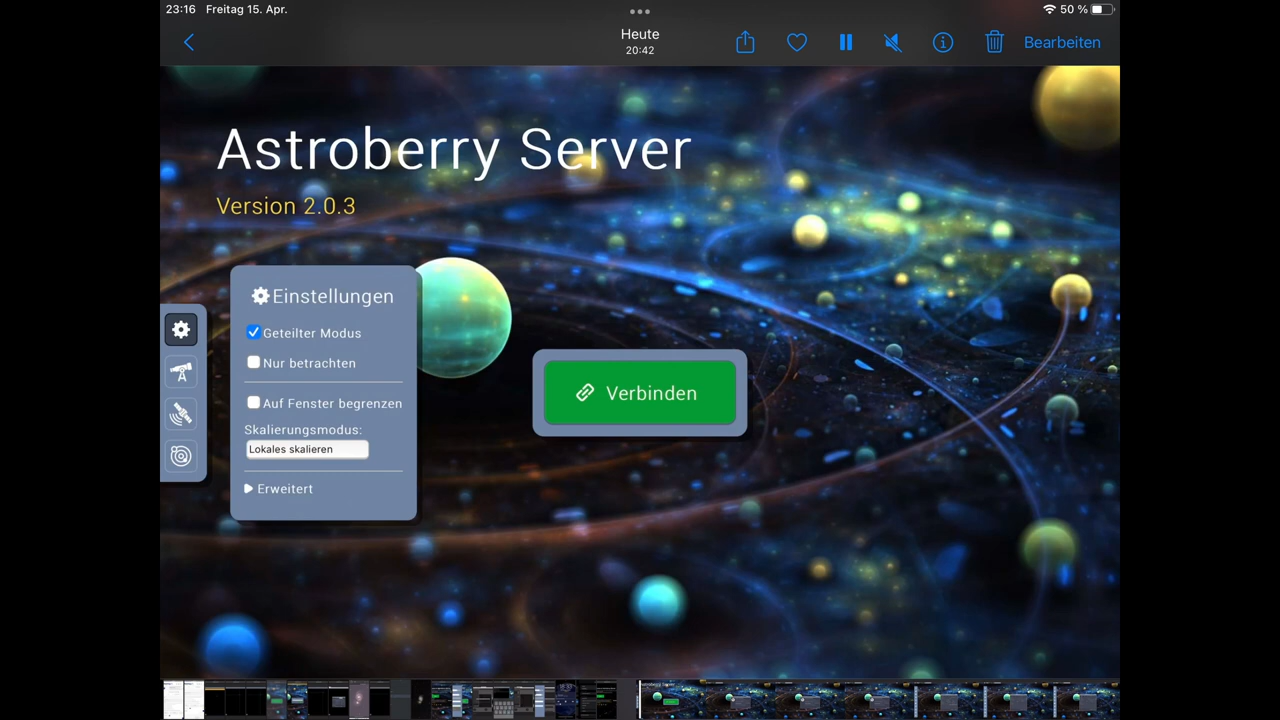 23:16 Freitag 15. Apr.
50 %
Heute
20:42
Bearbeiten
Astroberry Server
Version 2.0.3
Einstellungen
Geteilter Modus
Nur betrachten
Auf Fenster begrenzen
Skalierungsmodus:
Lokales skalieren
Erweitert
Verbinden